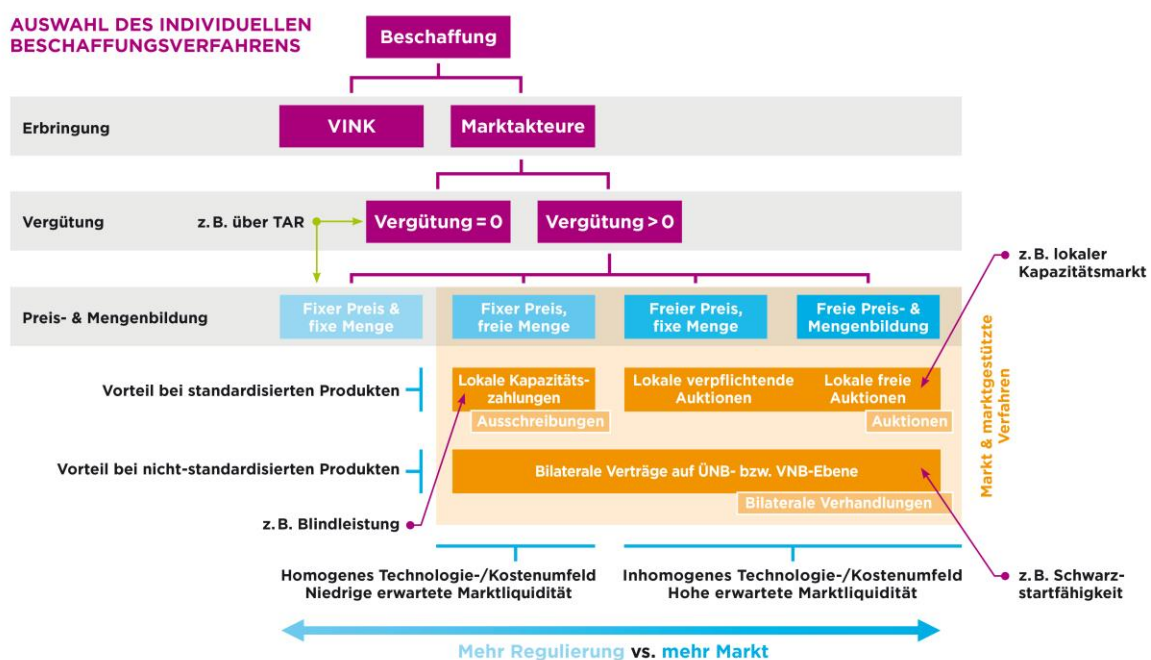 AUSWAHL DES INDIVIDUELLEN
BESCHAFFUNGSVERFAHRENS
Beschaffung
Erbringung
VINK
Marktakteure
Vergütung
z. B. über TAR
Vergütung = 0
Vergütung > 0
z. B. lokaler
Kapazitätsmarkt
Preis- & Mengenbildung
Fixer Preis &
fixe Menge
Fixer Preis,
freie Menge
Freier Preis,
fixe Menge
Freie Preis- &
Mengenbildung
Vorteil bei standardisierten Produkten
Lokale Kapazitäts-
zahlungen
Ausschreibungen
Lokale verpflichtende
Auktionen
Lokale freie
Auktionen
Auktionen
Markt & marktgestützte
Verfahren
Vorteil bei nicht-standardisierten Produkten
Bilaterale Verträge auf ÜNB- bzw. VNB-Ebene
Bilaterale Verhandlungen
z. B. Blindleistung
Homogenes Technologie-/Kostenumfeld
Niedrige erwartete Marktliquidität
Inhomogenes Technologie-/Kostenumfeld
Hohe erwartete Marktliquidität
z. B. Schwarz-
startfähigkeit
Mehr Regulierung vs. mehr Markt